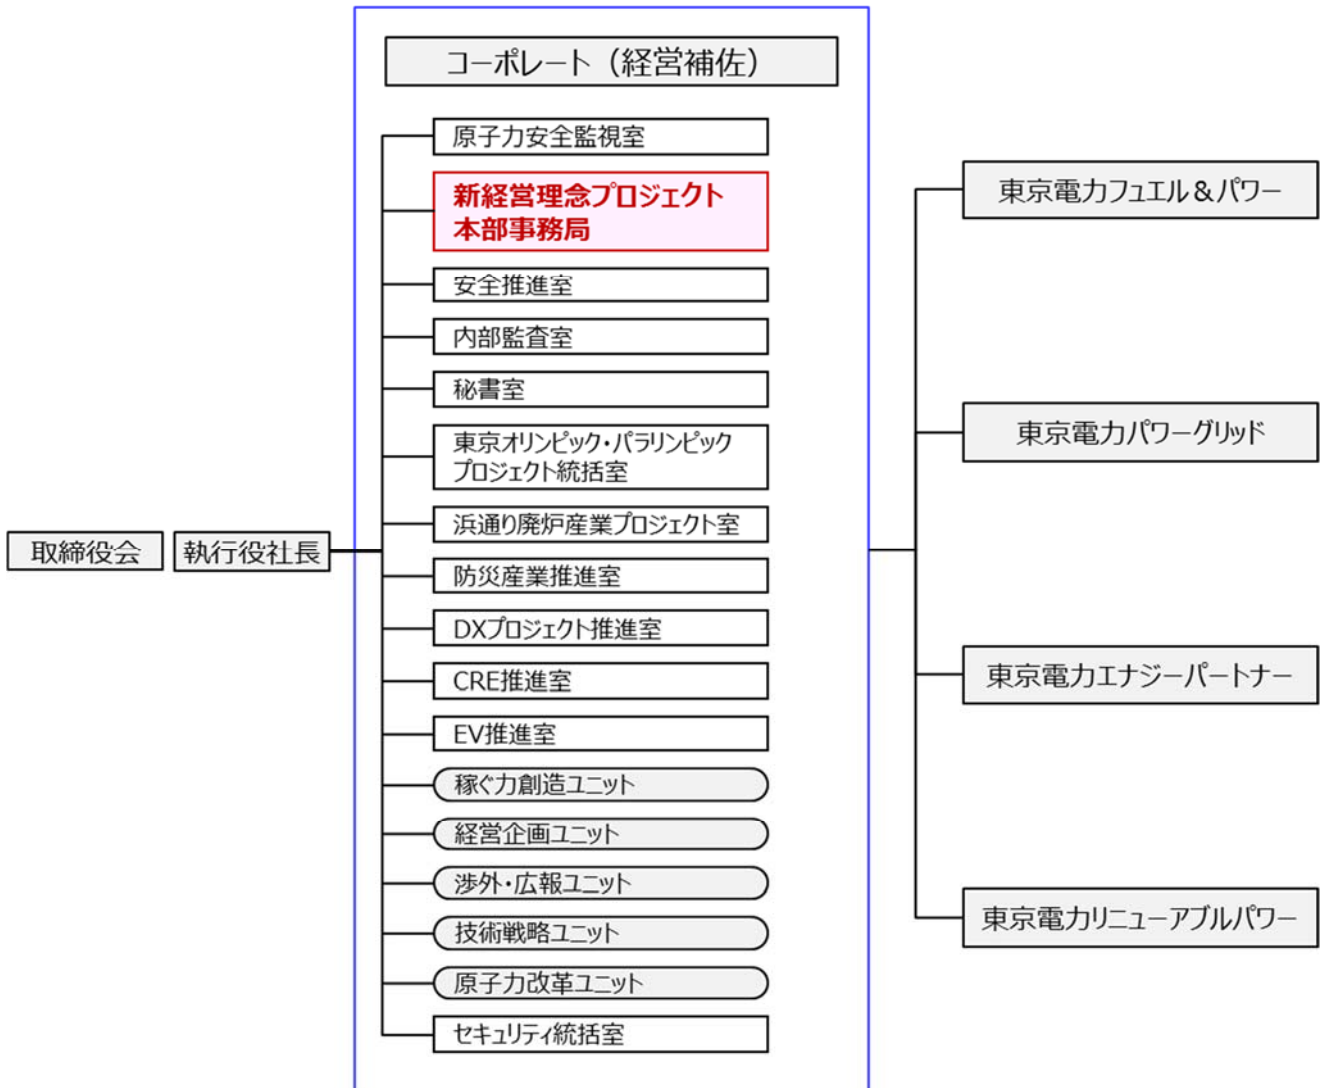 コーポレート（経営補佐）
原子力安全監視室
新経営理念プロジェクト
本部事務局
安全推進室
内部監査室
秘書室
東京オリンピック・パラリンピック
プロジェクト統括室
浜通り廃炉産業プロジェクト室
防災産業推進室
DXプロジェクト推進室
CRE推進室
EV推進室
稼ぐ力創造ユニット
経営企画ユニット
渉外・広報ユニット
技術戦略ユニット
原子力改革ユニット
セキュリティ統括室
取締役会
執行役社長
東京電力フュエル＆パワー
東京電力パワーグリッド
東京電力エナジーパートナー
東京電力リニューアブルパワー